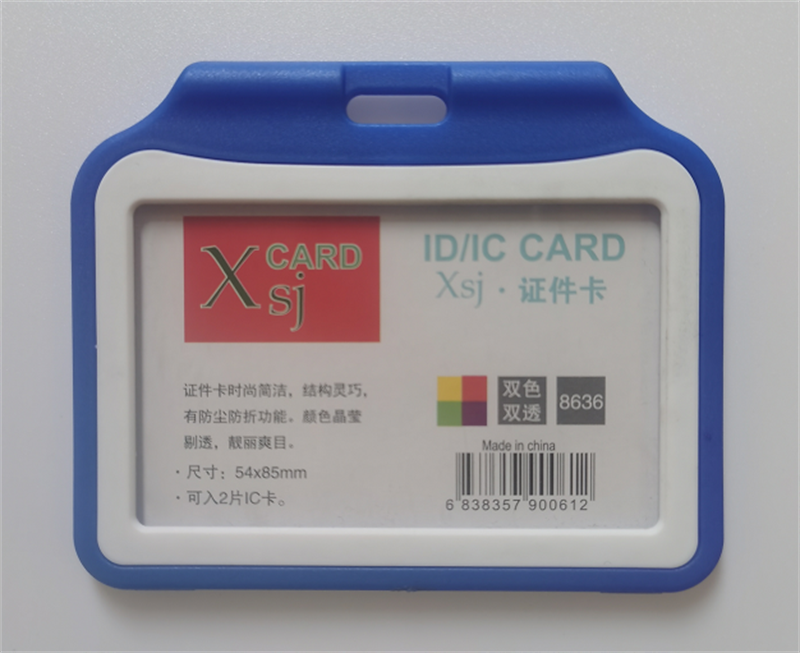 X CARD
sj
ID/IC CARD
Xsj · 证件卡
证件卡时尚简洁，结构灵巧，
有防尘防折功能。颜色晶莹
剔透，靓丽爽目。
· 尺寸：54x85mm
· 可入2片IC卡。
双色
双透
8636
Made in china
6 838357 900612